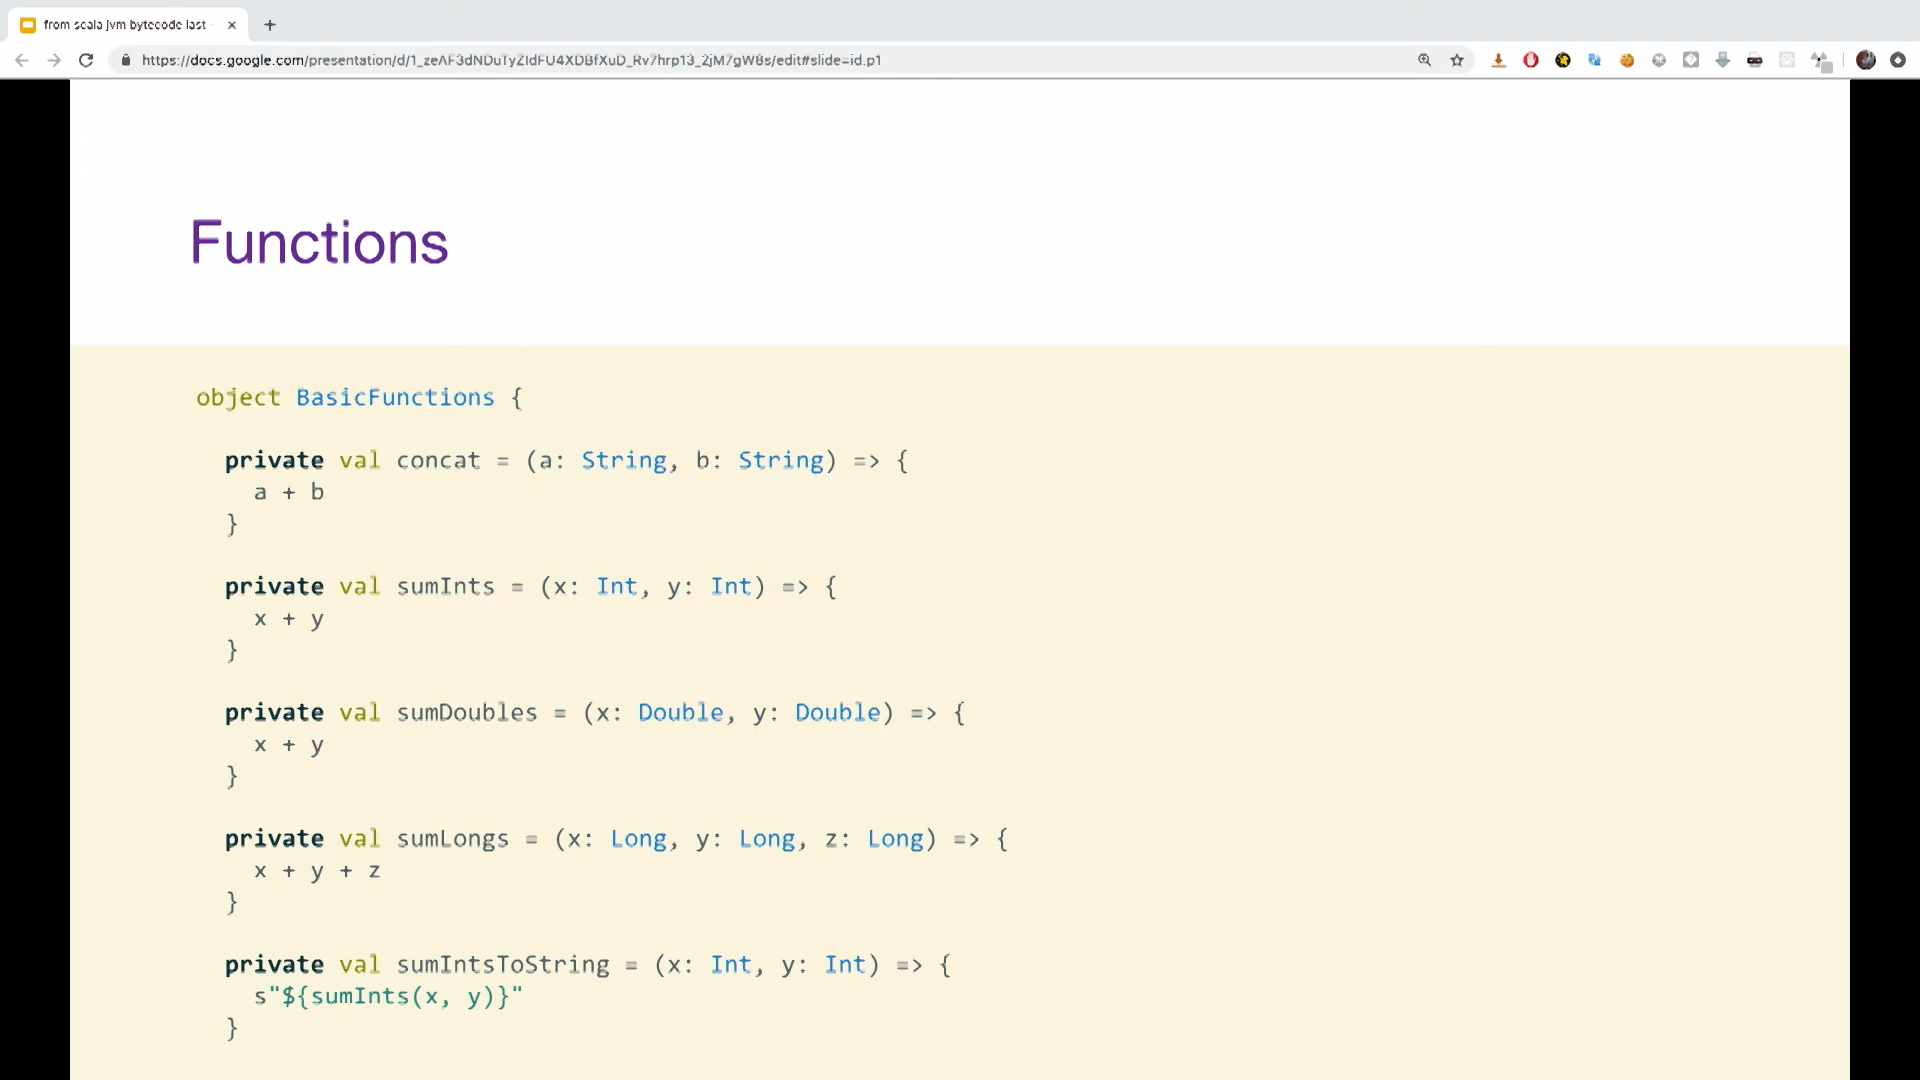 from scala jvm bytecode last
https://docs.google.com/presentation/d/1_zeAF3dNDuTyZIdFU4XDBfXuD_Rv7hrp13_2jM7gW8s/edit#slide=id.p1
Functions
object BasicFunctions {
private val concat = (a: String, b: String) => {
a + b
}
private val sumInts = (x: Int, y: Int) => {
x + y
}
private val sumDoubles = (x: Double, y: Double) => {
x + y
}
private val sumLongs = (x: Long, y: Long, z: Long) => {
x + y + z
}
private val sumIntsToString = (x: Int, y: Int) => {
s"${sumInts(x, y)}"
}